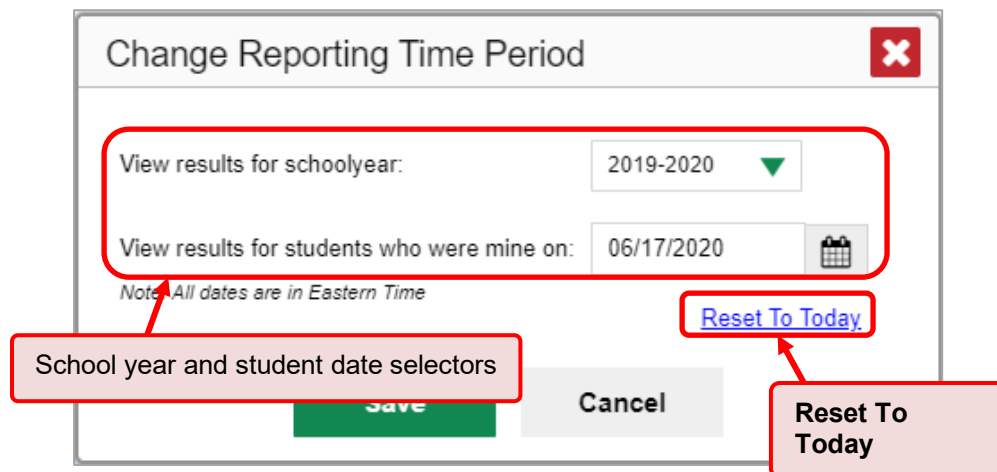 Change Reporting Time Period
View results for schoolyear:
2019-2020
View results for students who were mine on:
06/17/2020
Note: All dates are in Eastern Time
Reset To Today
School year and student date selectors
Save
Cancel
Reset To
Today